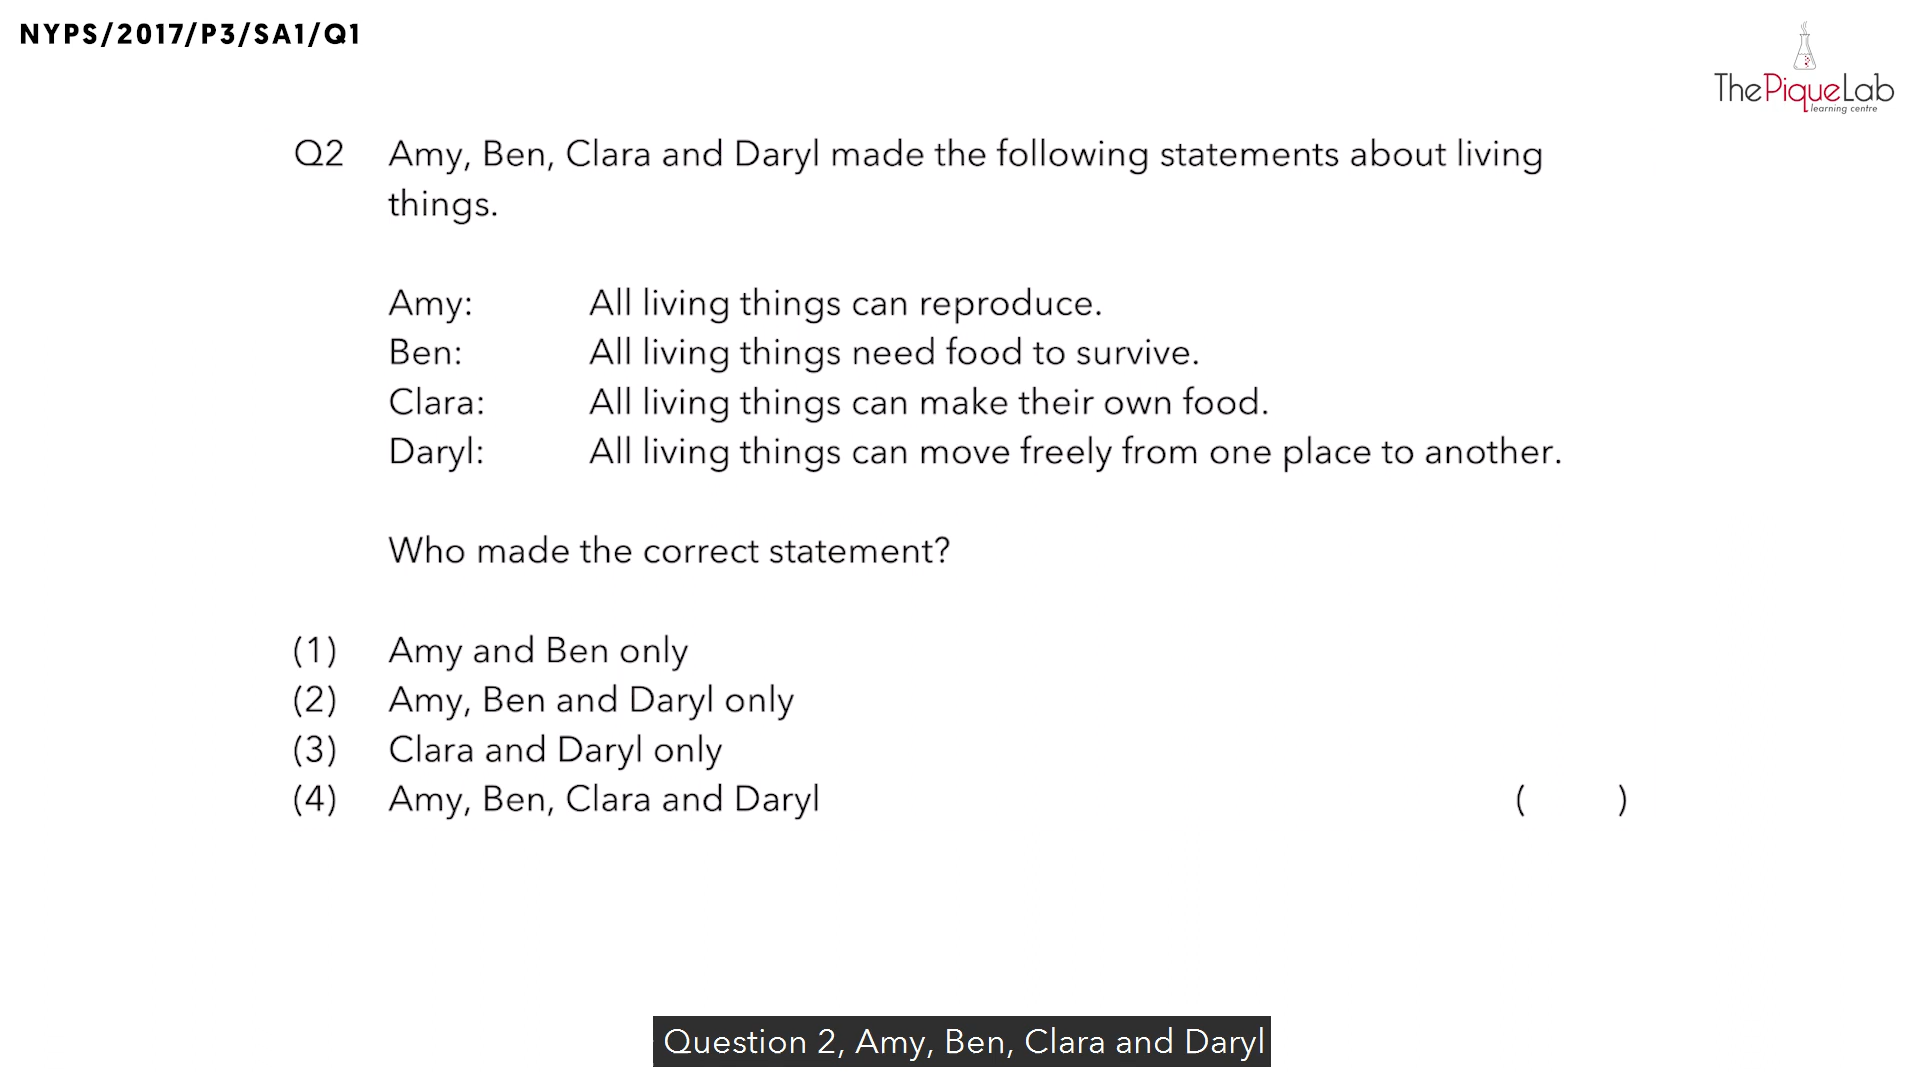 NYPS/2017/P3/SA1/Q1
ThePiqueLab
learning centre
Q2 Amy, Ben, Clara and Daryl made the following statements about living
things.
Amy: All living things can reproduce.
Ben: All living things need food to survive.
Clara: All living things can make their own food.
Daryl: All living things can move freely from one place to another.
Who made the correct statement?
(1) Amy and Ben only
(2) Amy, Ben and Daryl only
(3) Clara and Daryl only
(4) Amy, Ben, Clara and Daryl ( )
Question 2, Amy, Ben, Clara and Daryl